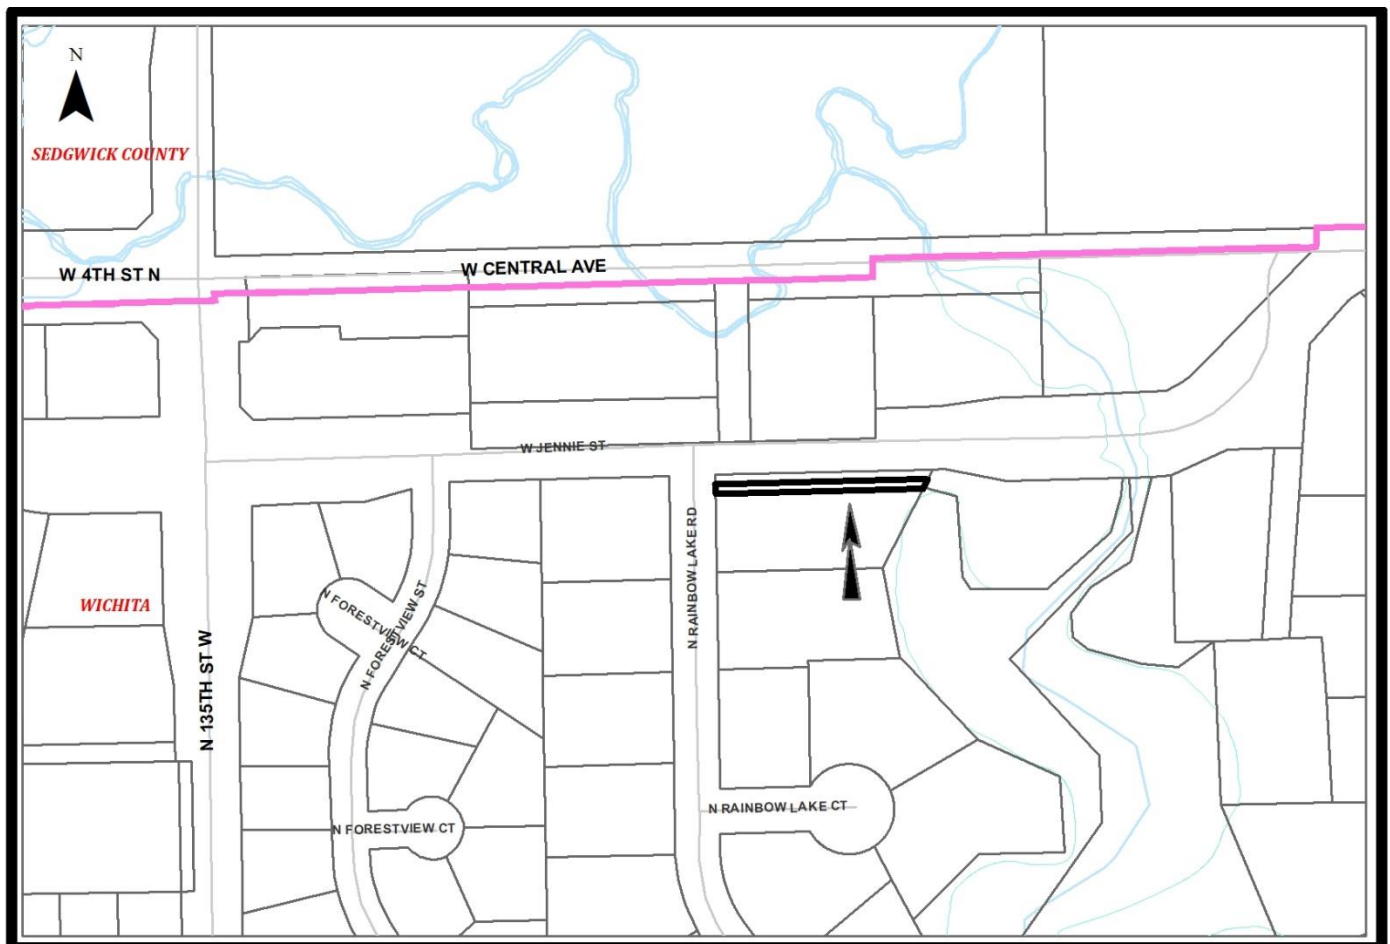 N
SEDGWICK COUNTY
W 4TH ST N
W CENTRAL AVE
W JENNIE ST
N RAINBOW LAKE RD
N FORESTVIEW CT
N FORESTVIEW ST
WICHITA
N 135TH ST W
N RAINBOW LAKE CT
N FORESTVIEW CT